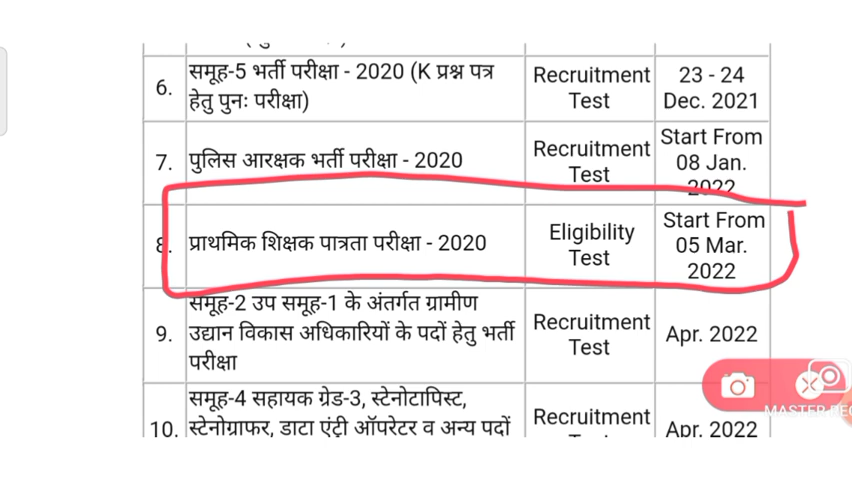 6.
समूह-5 भर्ती परीक्षा - 2020 (K प्रश्न पत्र
हेतु पुनः परीक्षा)
Recruitment
Test
23 - 24
Dec. 2021
7.
पुलिस आरक्षक भर्ती परीक्षा - 2020
Recruitment
Test
Start From
08 Jan.
2022
8.
प्राथमिक शिक्षक पात्रता परीक्षा - 2020
Eligibility
Test
Start From
05 Mar.
2022
9.
समूह-2 उप समूह-1 के अंतर्गत ग्रामीण
उद्यान विकास अधिकारियों के पदों हेतु भर्ती
परीक्षा
Recruitment
Test
Apr. 2022
10.
समूह-4 सहायक ग्रेड-3, स्टेनोटापिस्ट,
स्टेनोग्राफर, डाटा एंट्री ऑपरेटर व अन्य पदों
Recruitment
Apr. 2022
MASTER